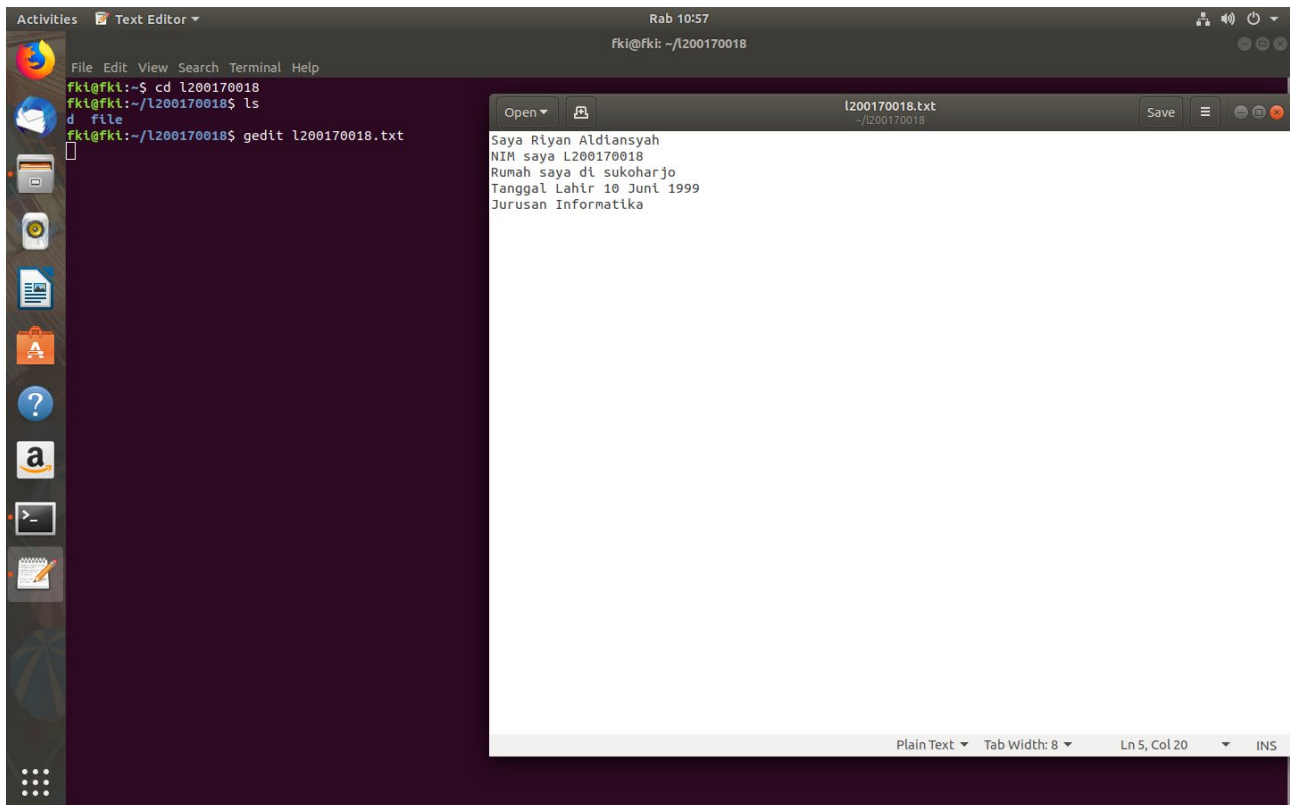 Activities Text Editor
Rab 10:57
fki@fki: ~/l200170018
File Edit View Search Terminal Help
fki@fki:~$ cd l200170018
fki@fki:~/l200170018$ ls
d file
fki@fki:~/l200170018$ gedit l200170018.txt
Open
l200170018.txt
~/l200170018
Save
Saya Riyan Aldiansyah
NIM saya L200170018
Rumah saya di sukoharjo
Tanggal Lahir 10 Juni 1999
Jurusan Informatika
Plain Text Tab Width: 8 Ln 5, Col 20 INS